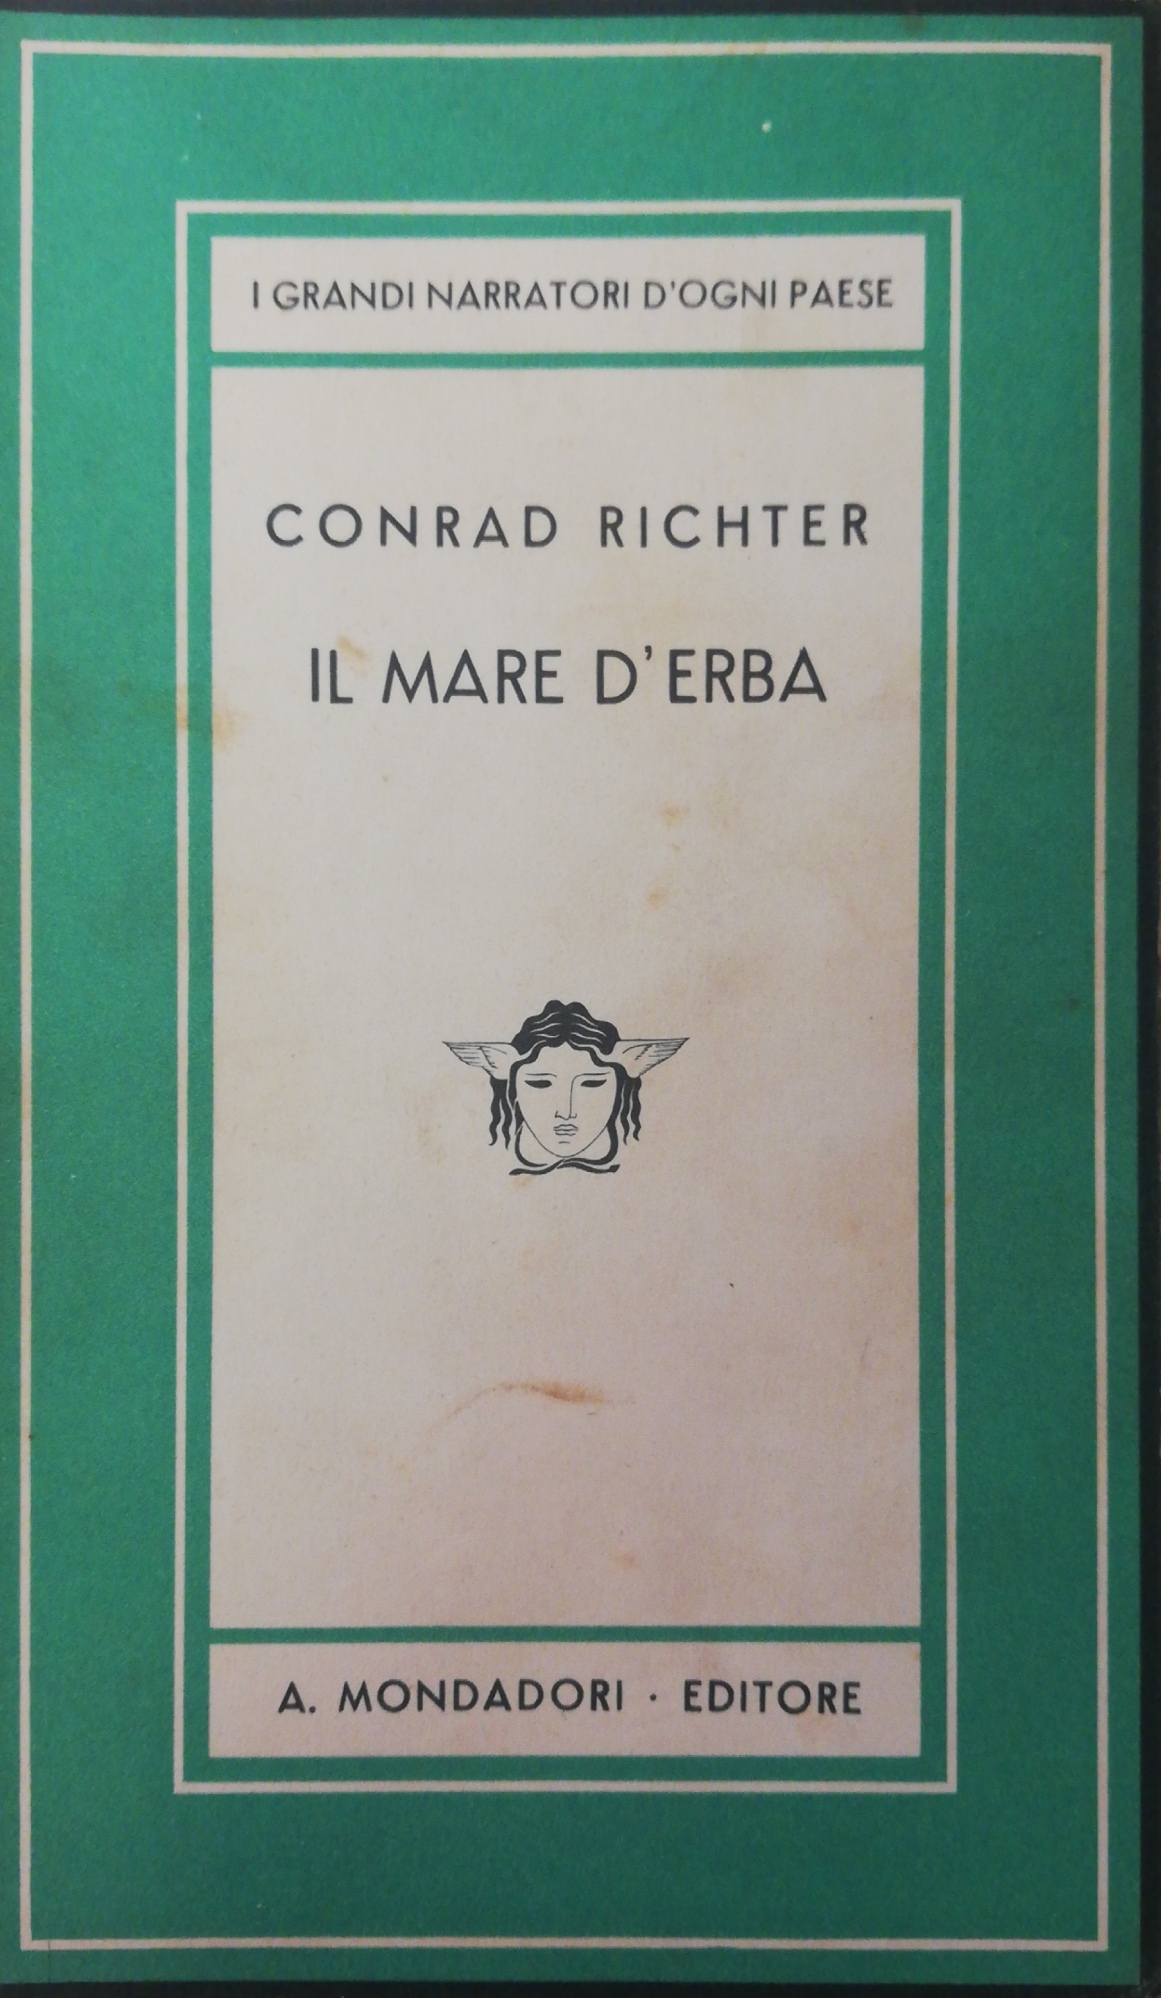 I GRANDI NARRATORI D'OGNI PAESE
CONRAD RICHTER
IL MARE D'ERBA
A. MONDADORI · EDITORE